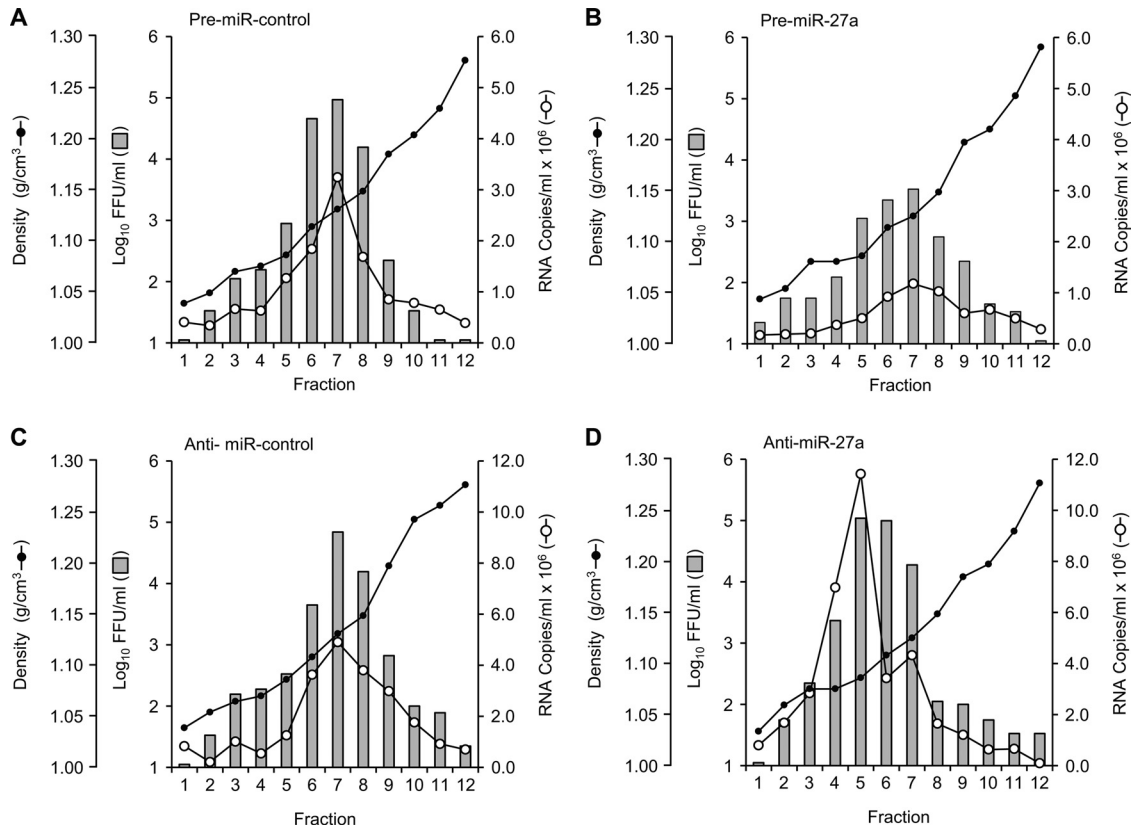 A
Pre-miR-control
1.30
1.25
1.20
1.15
1.10
1.05
1.00
Density (g/cm³ )
6
5
4
3
2
1
Log₁₀ FFU/ml ( )
6.0
5.0
4.0
3.0
2.0
1.0
0.0
RNA Copies/ml x 10⁶ ( )
1 2 3 4 5 6 7 8 9 10 11 12
Fraction
B
Pre-miR-27a
1.30
1.25
1.20
1.15
1.10
1.05
1.00
Density (g/cm³ )
6
5
4
3
2
1
Log₁₀ FFU/ml ( )
6.0
5.0
4.0
3.0
2.0
1.0
0.0
RNA Copies/ml x 10⁶ ( )
1 2 3 4 5 6 7 8 9 10 11 12
Fraction
C
Anti- miR-control
1.30
1.25
1.20
1.15
1.10
1.05
1.00
Density (g/cm³ )
6
5
4
3
2
1
Log₁₀ FFU/ml ( )
12.0
10.0
8.0
6.0
4.0
2.0
0.0
RNA Copies/ml x 10⁶ ( )
1 2 3 4 5 6 7 8 9 10 11 12
Fraction
D
Anti-miR-27a
1.30
1.25
1.20
1.15
1.10
1.05
1.00
Density (g/cm³ )
6
5
4
3
2
1
Log₁₀ FFU/ml ( )
12.0
10.0
8.0
6.0
4.0
2.0
0.0
RNA Copies/ml x 10⁶ ( )
1 2 3 4 5 6 7 8 9 10 11 12
Fraction